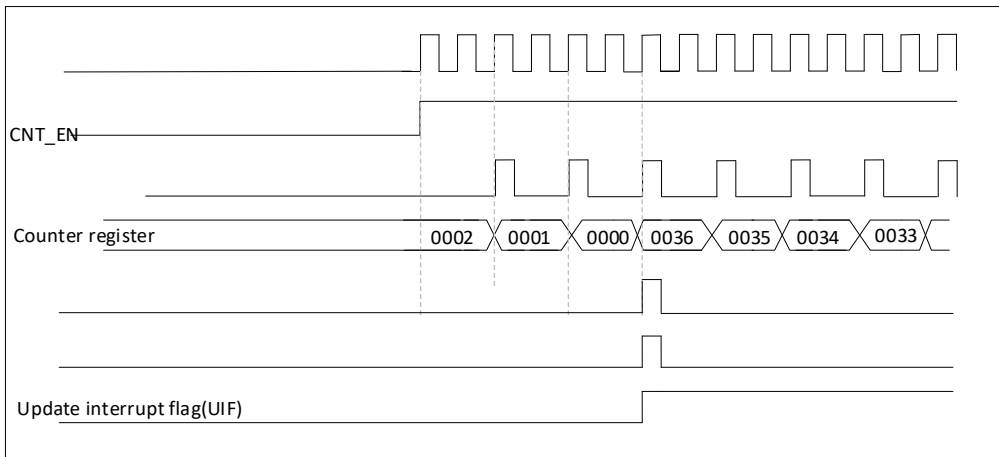 CNT_EN
Counter register 0002 0001 0000 0036 0035 0034 0033
Update interrupt flag(UIF)